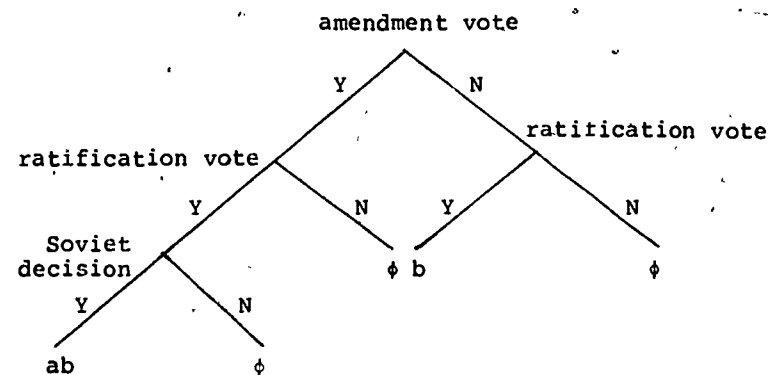 amendment vote
Y N
ratification vote
ratification vote
Y N Y N
Soviet
decision
φ b φ
Y N
ab φ